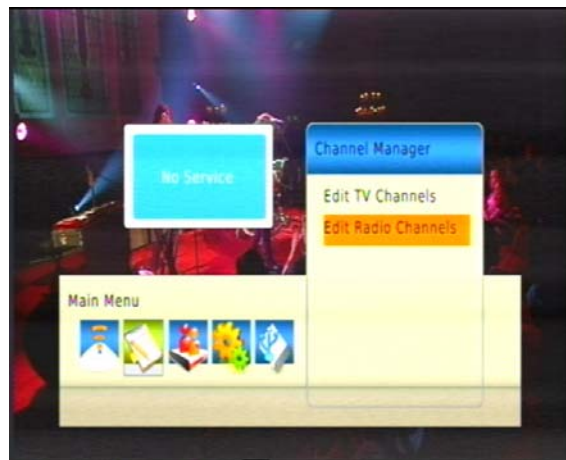 No Service
Channel Manager
Edit TV Channels
Edit Radio Channels
Main Menu